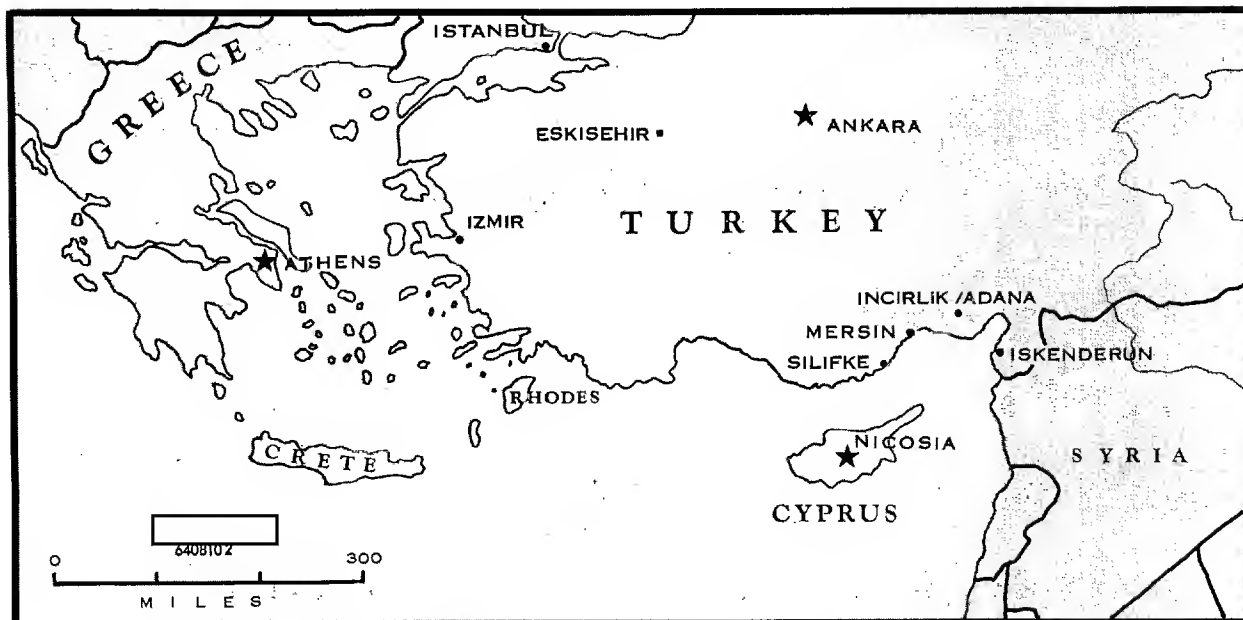 ISTANBUL
GREECE
ESKISEHIR
ANKARA
TURKEY
IZMIR
ATHENS
INCIRLIK/ADANA
MERSIN
SILIFKE
ISKENDERUN
RHODES
CRETE
NICOSIA
SYRIA
CYPRUS
6408102
0 300
MILES